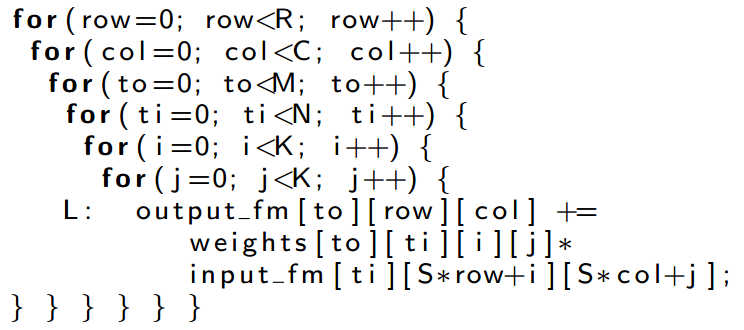 for(row=0; row<R; row++) {
for(col=0; col<C; col++) {
for(to=0; to<M; to++) {
for(ti=0; ti<N; ti++) {
for(i=0; i<K; i++) {
for(j=0; j<K; j++) {
L: output_fm[to][row][col] +=
weights[to][ti][i][j]*
input_fm[ti][S*row+i][S*col+j];
} } } } } }